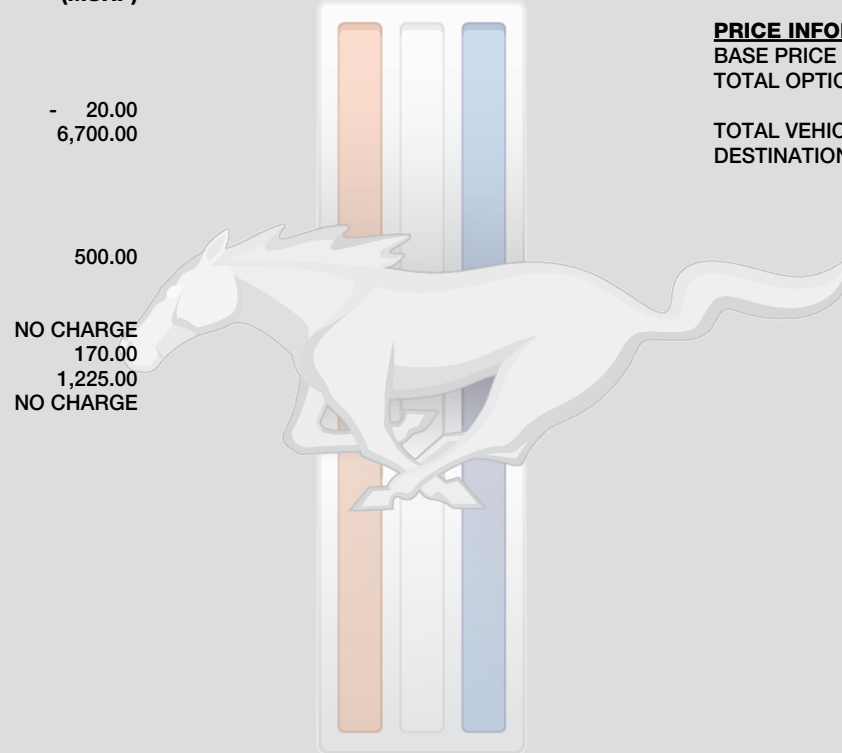 (MSRP)
- 20.00
6,700.00
500.00
NO CHARGE
170.00
1,225.00
NO CHARGE
PRICE INFO
BASE PRICE
TOTAL OPTIO
TOTAL VEHIC
DESTINATION